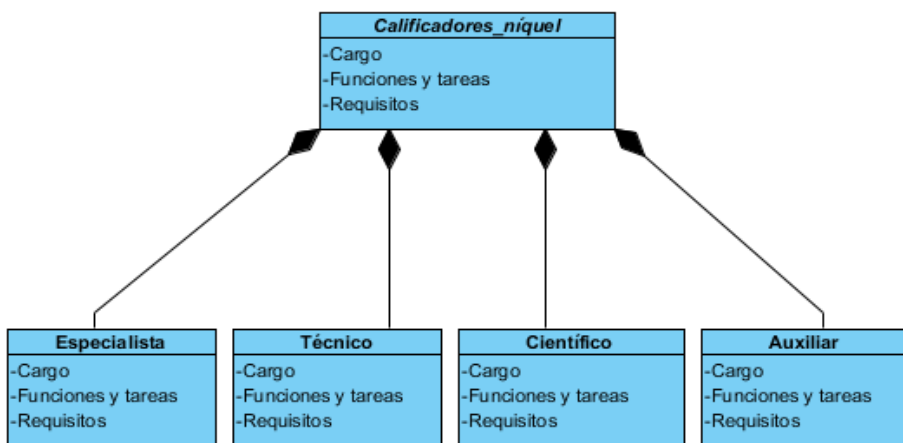 Calificadores_níquel
-Cargo
-Funciones y tareas
-Requisitos
Especialista
-Cargo
-Funciones y tareas
-Requisitos
Técnico
-Cargo
-Funciones y tareas
-Requisitos
Científico
-Cargo
-Funciones y tareas
-Requisitos
Auxiliar
-Cargo
-Funciones y tareas
-Requisitos